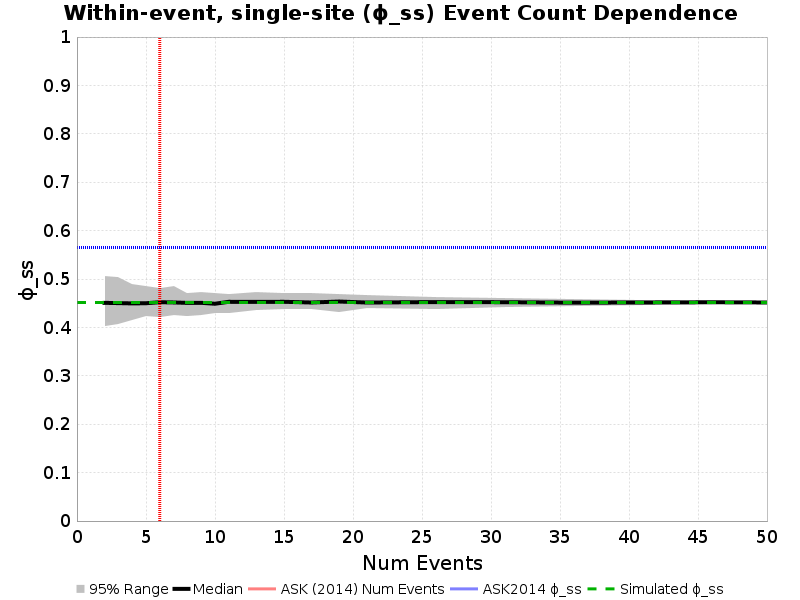 Within-event, single-site (ϕ_ss) Event Count Dependence
1
0.9
0.8
0.7
0.6
0.5
0.4
0.3
0.2
0.1
0
ϕ_ss
0 5 10 15 20 25 30 35 40 45 50
Num Events
95% Range Median ASK (2014) Num Events ASK2014 ϕ_ss Simulated ϕ_ss